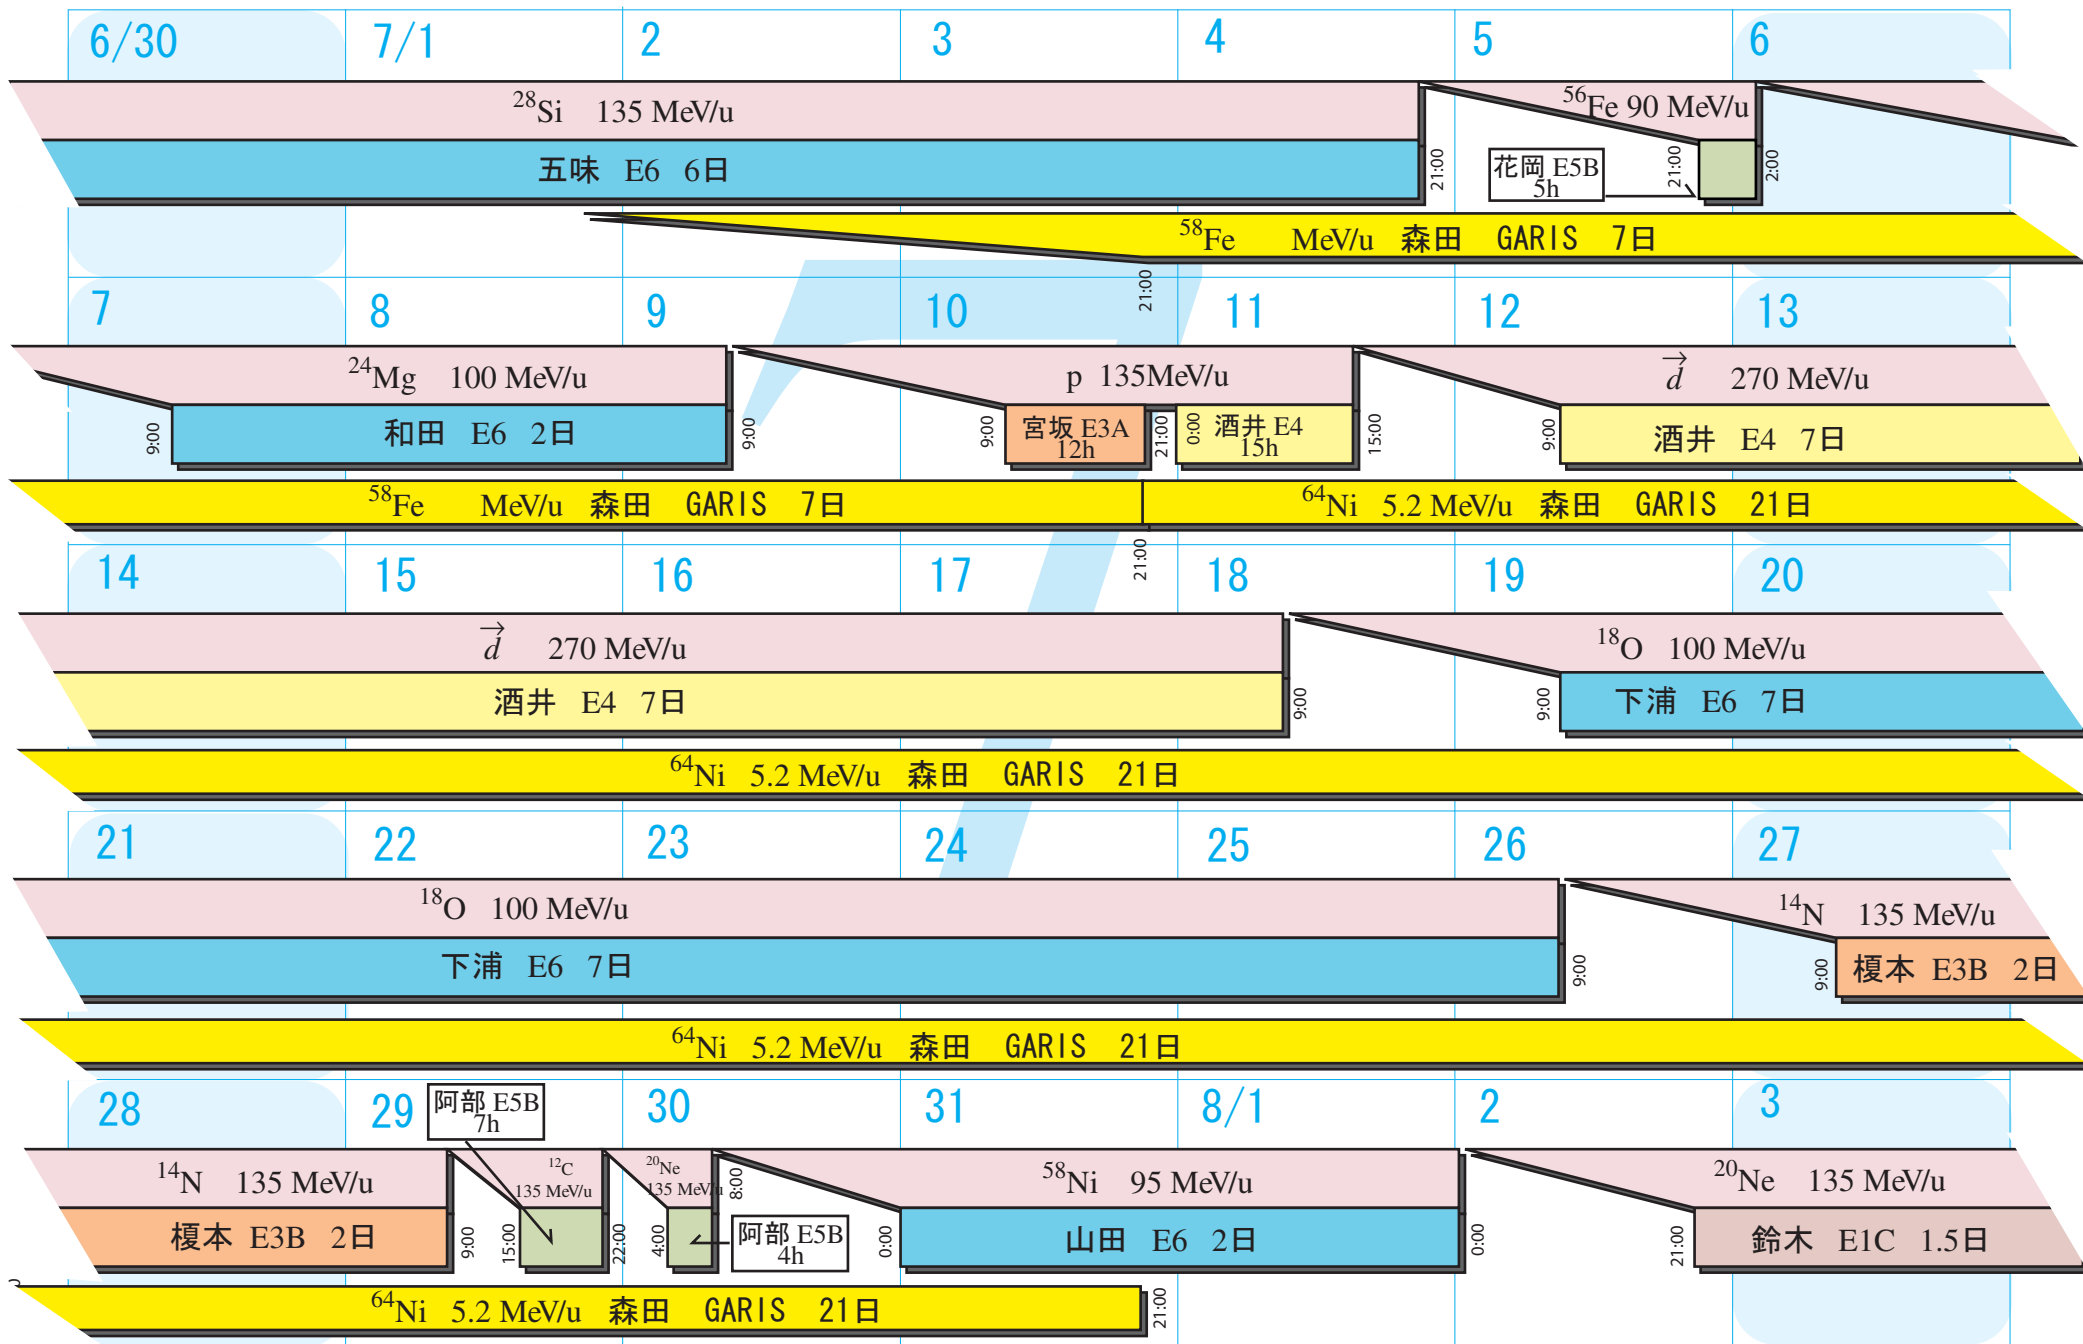 6/30 7/1 2 3 4 5 6
28Si 135 MeV/u
56Fe 90 MeV/u
五味 E6 6日
21:00
花岡 E5B
5h
21:00
2:00
58Fe MeV/u 森田 GARIS 7日
21:00
7 8 9 10 11 12 13
24Mg 100 MeV/u
p 135MeV/u
d 270 MeV/u
9:00
和田 E6 2日
9:00
9:00
宮坂 E3A
12h
21:00
0:00
酒井 E4
15h
15:00
9:00
酒井 E4 7日
58Fe MeV/u 森田 GARIS 7日
64Ni 5.2 MeV/u 森田 GARIS 21日
21:00
14 15 16 17 18 19 20
d 270 MeV/u
18O 100 MeV/u
酒井 E4 7日
9:00
9:00
下浦 E6 7日
64Ni 5.2 MeV/u 森田 GARIS 21日
21 22 23 24 25 26 27
18O 100 MeV/u
14N 135 MeV/u
下浦 E6 7日
9:00
9:00
榎本 E3B 2日
64Ni 5.2 MeV/u 森田 GARIS 21日
28 29 30 31 8/1 2 3
阿部 E5B
7h
14N 135 MeV/u
12C
135 MeV/u
20Ne
135 MeV/u
8:00
58Ni 95 MeV/u
20Ne 135 MeV/u
榎本 E3B 2日
9:00
15:00
22:00
4:00
阿部 E5B
4h
0:00
山田 E6 2日
0:00
21:00
鈴木 E1C 1.5日
64Ni 5.2 MeV/u 森田 GARIS 21日
21:00
7